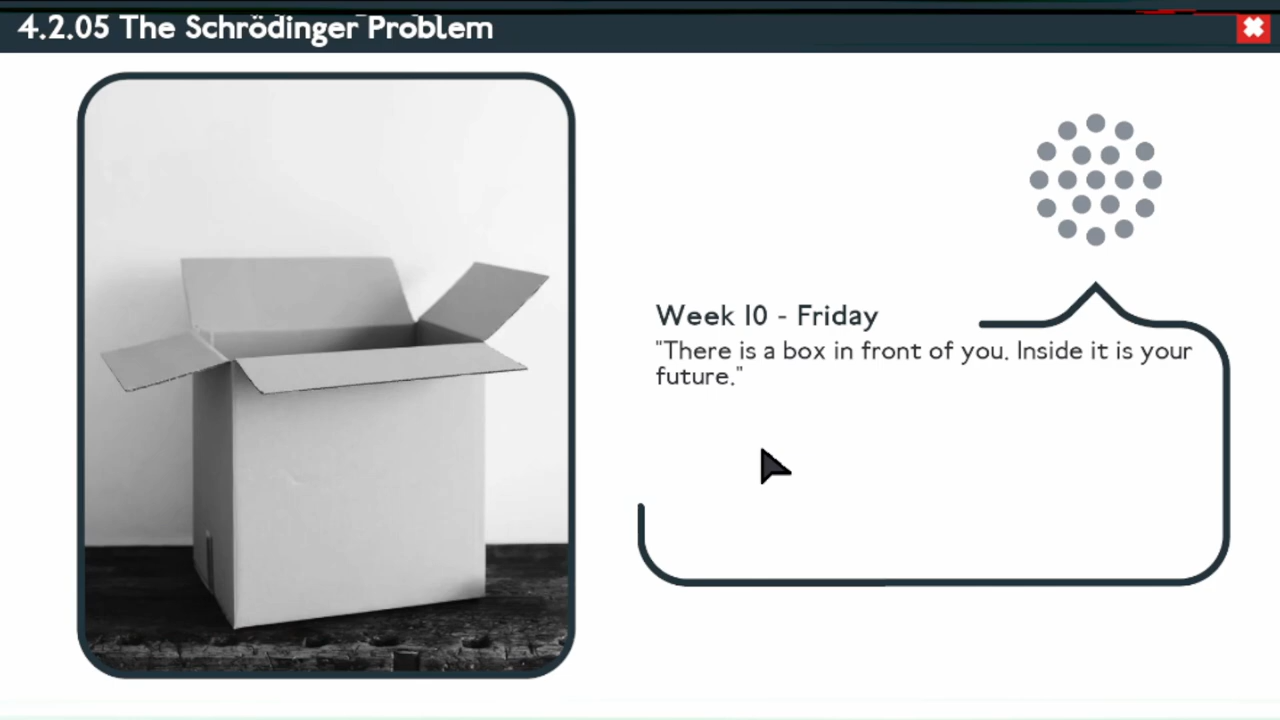 4.2.05 The Schrödinger Problem
Week 10 - Friday
"There is a box in front of you. Inside it is your
future."